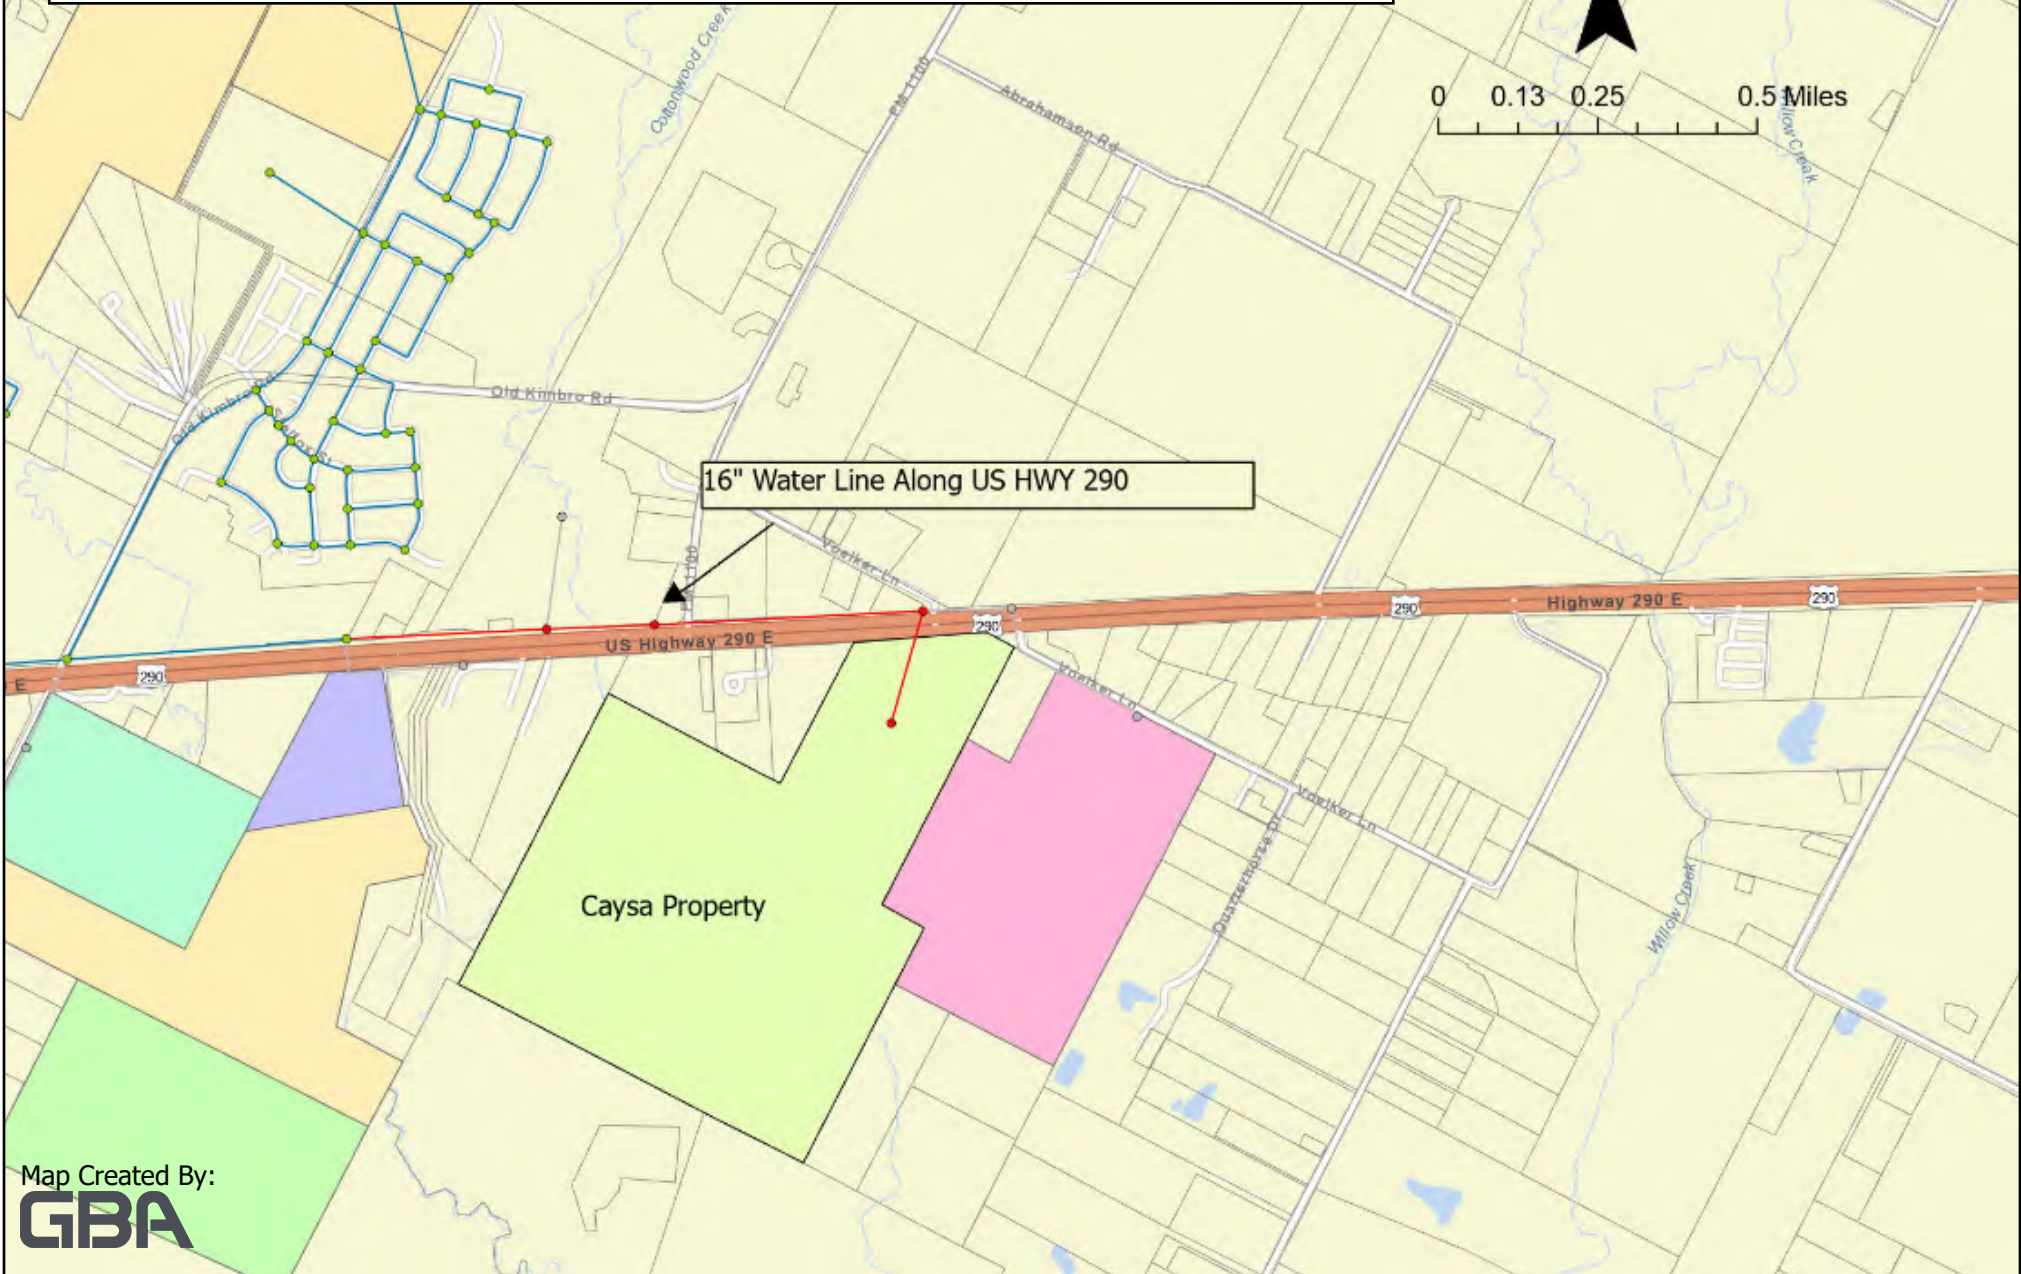 Cottonwood Creek
FM 1100
Abrahamson Rd
0 0.13 0.25 0.5 Miles
Willow Creek
Old Kimbro Rd
Old Kimbro Rd
16" Water Line Along US HWY 290
1100
Voelker Ln
290
Highway 290 E
290
290
US Highway 290 E
E
290
Voelker Ln
Voelker Ln
Quarterhorse Dr
Willow Creek
Caysa Property
Map Created By:
GBA